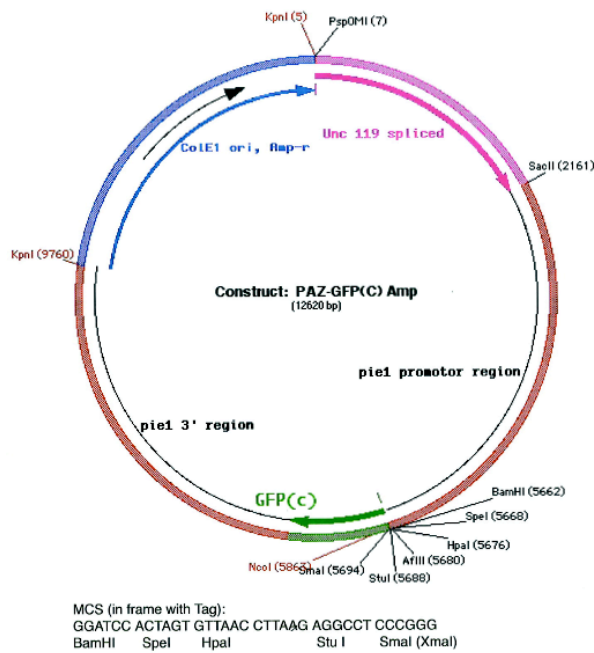 KpnI (5)
PspOMI (7)
Unc 119 spliced
ColE1 ori, Amp-r
SacII (2161)
KpnI (9760)
Construct: PAZ-GFP(C) Amp
(12620 bp)
pie1 promotor region
pie1 3' region
GFP(c)
BamHI (5662)
SpeI (5668)
HpaI (5676)
AflII (5680)
NcoI (5863)
SmaI (5694)
StuI (5688)
MCS (in frame with Tag):
GGATCC ACTAGT GTTAAC CTTAAG AGGCCT CCCGGG
BamHI SpeI HpaI Stu I SmaI (XmaI)